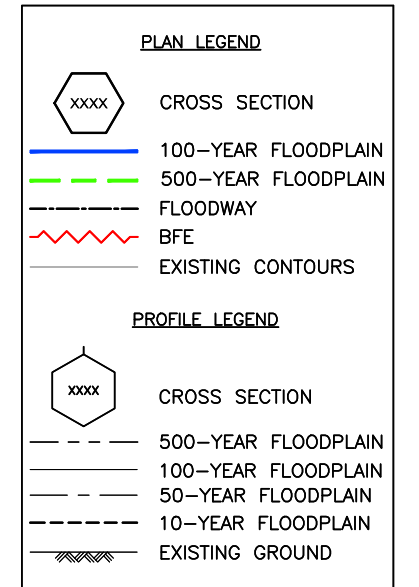 PLAN LEGEND
XXXX CROSS SECTION
100-YEAR FLOODPLAIN
500-YEAR FLOODPLAIN
FLOODWAY
BFE
EXISTING CONTOURS
PROFILE LEGEND
XXXX CROSS SECTION
500-YEAR FLOODPLAIN
100-YEAR FLOODPLAIN
50-YEAR FLOODPLAIN
10-YEAR FLOODPLAIN
EXISTING GROUND